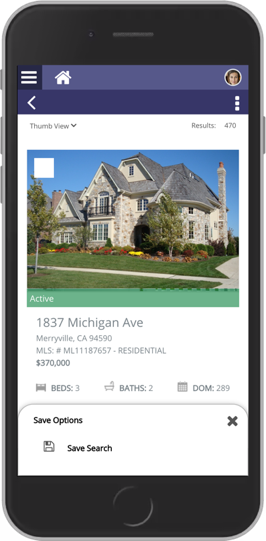 Thumb View
Results: 470
Active
1837 Michigan Ave
Merryville, CA 94590
MLS: # ML11187657 - RESIDENTIAL
$370,000
BEDS: 3 BATHS: 2 DOM: 289
Save Options
Save Search